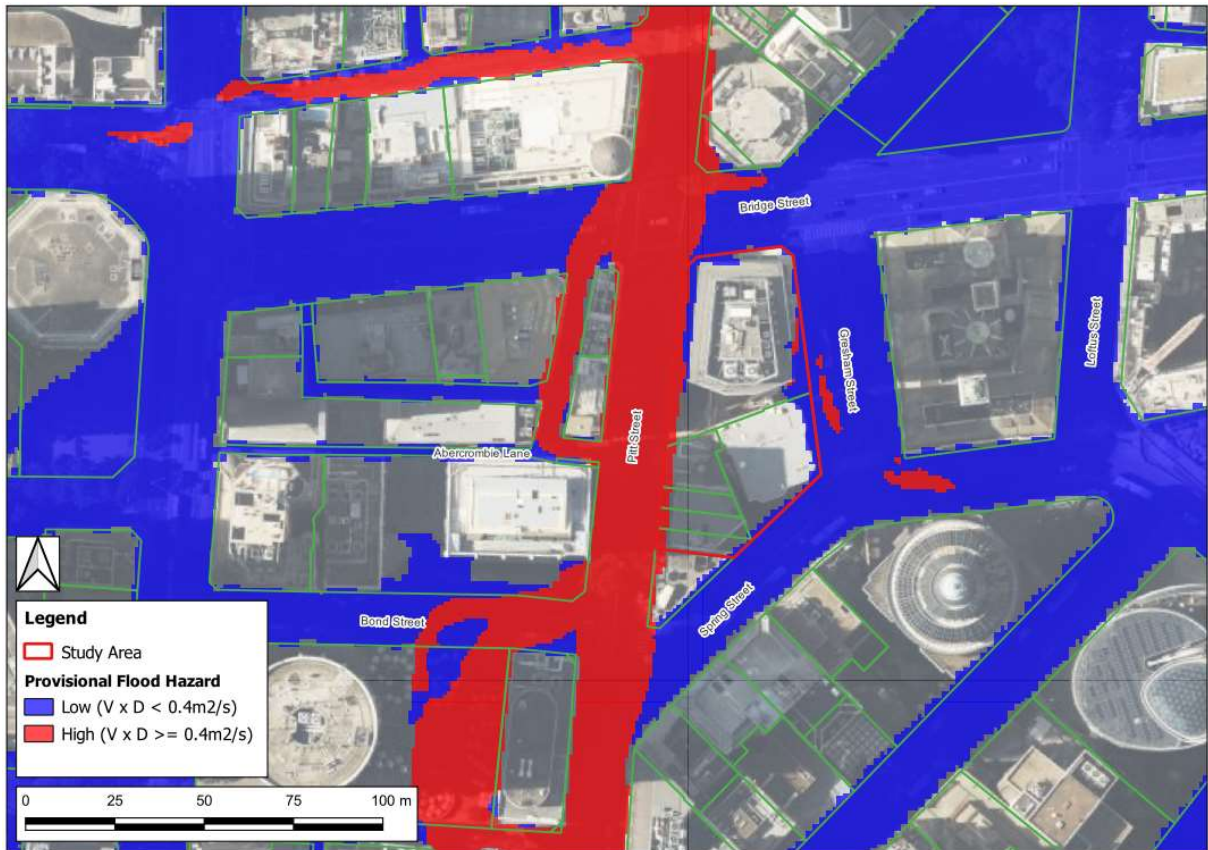 Bridge Street
Gresham Street
Loftus Street
Pitt Street
Abercrombie Lane
Bond Street
Spring Street
Legend
Study Area
Provisional Flood Hazard
Low (V x D < 0.4m2/s)
High (V x D >= 0.4m2/s)
0 25 50 75 100 m